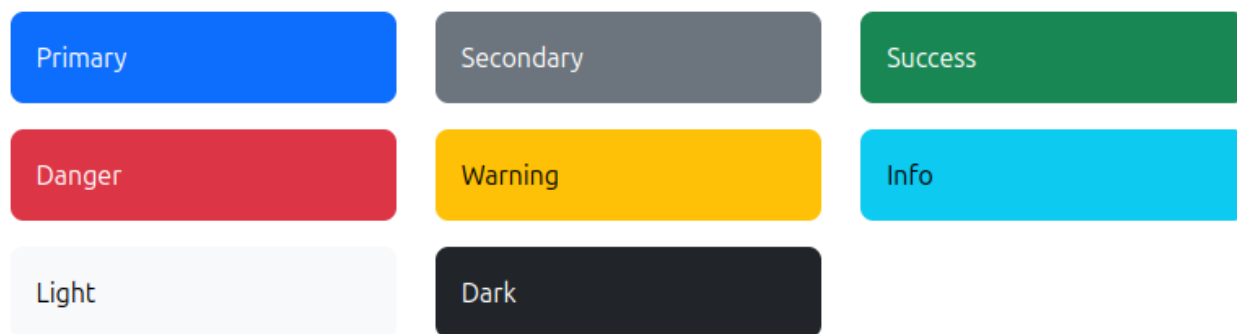 Primary
Secondary
Success
Danger
Warning
Info
Light
Dark